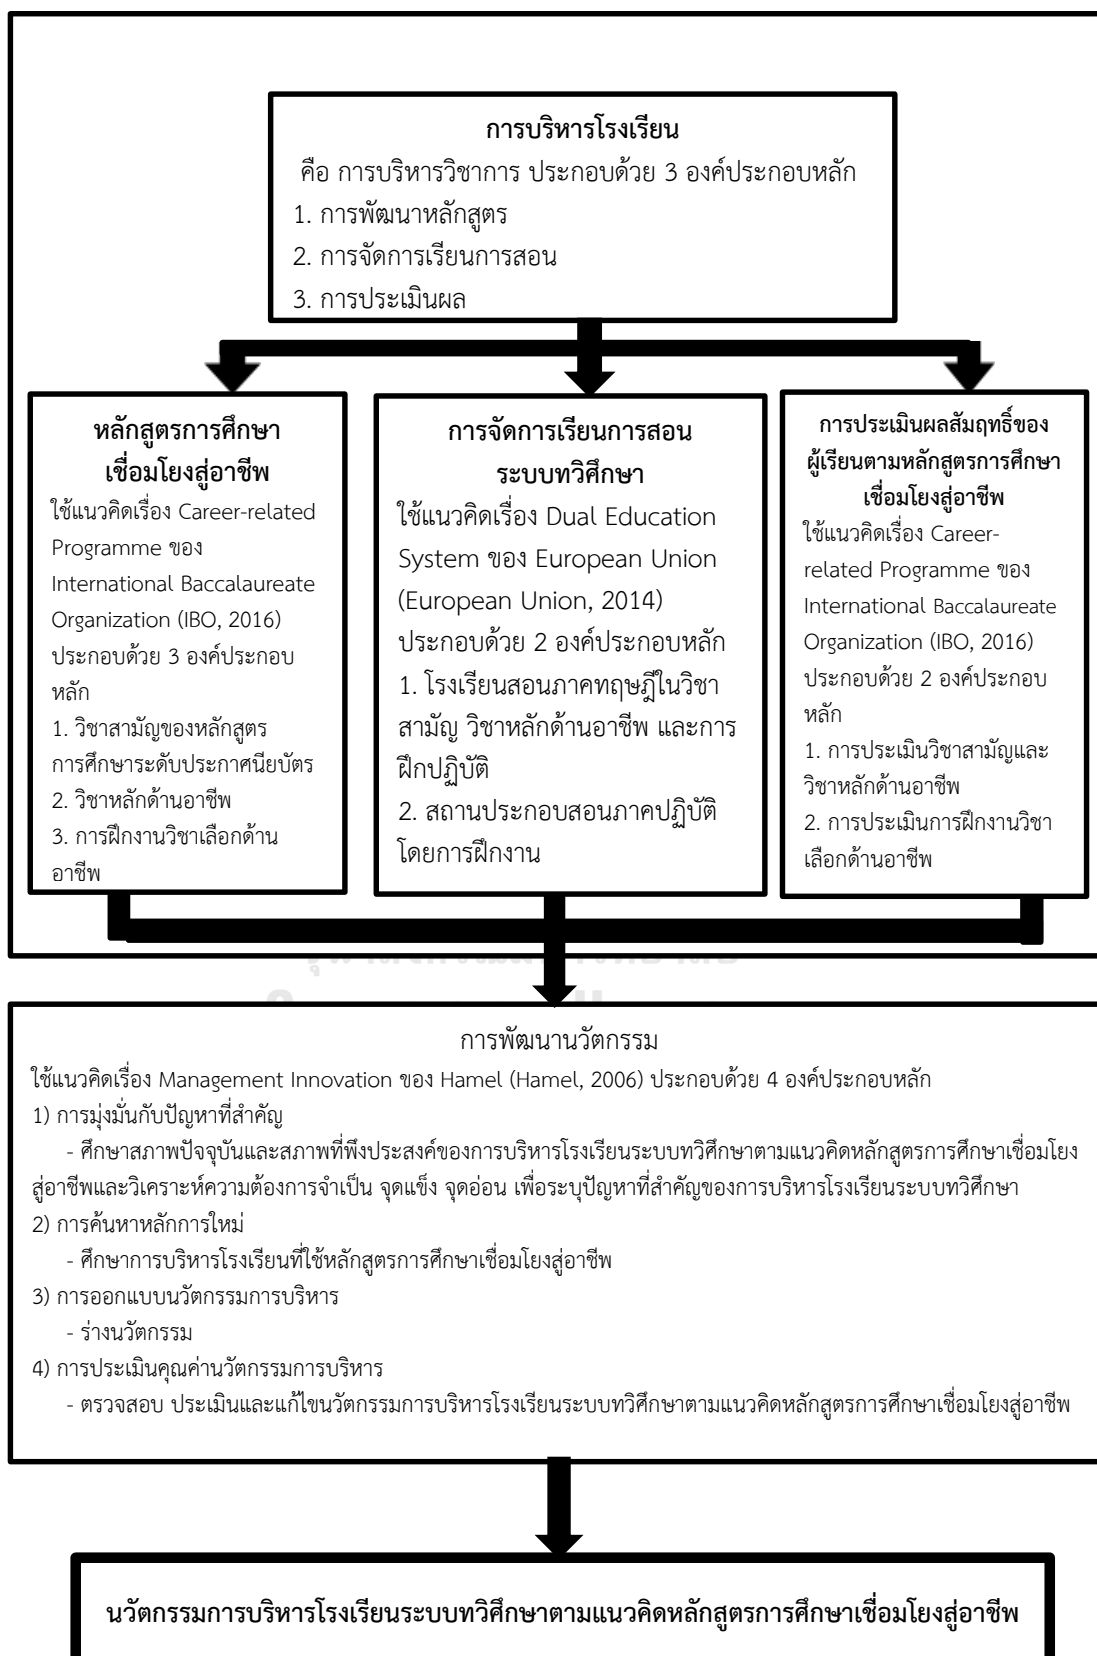 การบริหารโรงเรียน
คือ การบริหารวิชาการ ประกอบด้วย 3 องค์ประกอบหลัก
1. การพัฒนาหลักสูตร
2. การจัดการเรียนการสอน
3. การประเมินผล
หลักสูตรการศึกษา
เชื่อมโยงสู่อาชีพ
ใช้แนวคิดเรื่อง Career-related
Programme ของ
International Baccalaureate
Organization (IBO, 2016)
ประกอบด้วย 3 องค์ประกอบ
หลัก
1. วิชาสามัญของหลักสูตร
การศึกษาระดับประกาศนียบัตร
2. วิชาหลักด้านอาชีพ
3. การฝึกงานวิชาเลือกด้าน
อาชีพ
การจัดการเรียนการสอน
ระบบทวิศึกษา
ใช้แนวคิดเรื่อง Dual Education
System ของ European Union
(European Union, 2014)
ประกอบด้วย 2 องค์ประกอบหลัก
1. โรงเรียนสอนภาคทฤษฎีในวิชา
สามัญ วิชาหลักด้านอาชีพ และการ
ฝึกปฏิบัติ
2. สถานประกอบสอนภาคปฏิบัติ
โดยการฝึกงาน
การประเมินผลสัมฤทธิ์ของ
ผู้เรียนตามหลักสูตรการศึกษา
เชื่อมโยงสู่อาชีพ
ใช้แนวคิดเรื่อง Career-
related Programme ของ
International Baccalaureate
Organization (IBO, 2016)
ประกอบด้วย 2 องค์ประกอบ
หลัก
1. การประเมินวิชาสามัญและ
วิชาหลักด้านอาชีพ
2. การประเมินการฝึกงานวิชา
เลือกด้านอาชีพ
การพัฒนานวัตกรรม
ใช้แนวคิดเรื่อง Management Innovation ของ Hamel (Hamel, 2006) ประกอบด้วย 4 องค์ประกอบหลัก
1) การมุ่งมั่นกับปัญหาที่สำคัญ
- ศึกษาสภาพปัจจุบันและสภาพที่พึงประสงค์ของการบริหารโรงเรียนระบบทวิศึกษาตามแนวคิดหลักสูตรการศึกษาเชื่อมโยง
สู่อาชีพและวิเคราะห์ความต้องการจำเป็น จุดแข็ง จุดอ่อน เพื่อระบุปัญหาที่สำคัญของการบริหารโรงเรียนระบบทวิศึกษา
2) การค้นหาหลักการใหม่
- ศึกษาการบริหารโรงเรียนที่ใช้หลักสูตรการศึกษาเชื่อมโยงสู่อาชีพ
3) การออกแบบนวัตกรรมการบริหาร
- ร่างนวัตกรรม
4) การประเมินคุณค่านวัตกรรมการบริหาร
- ตรวจสอบ ประเมินและแก้ไขนวัตกรรมการบริหารโรงเรียนระบบทวิศึกษาตามแนวคิดหลักสูตรการศึกษาเชื่อมโยงสู่อาชีพ
นวัตกรรมการบริหารโรงเรียนระบบทวิศึกษาตามแนวคิดหลักสูตรการศึกษาเชื่อมโยงสู่อาชีพ